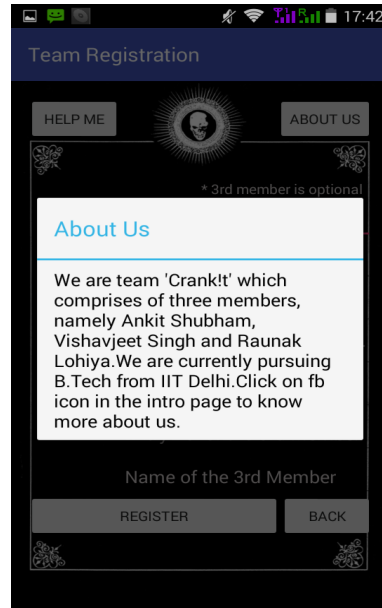 17:42
Team Registration
HELP ME
ABOUT US
* 3rd member is optional
About Us
We are team 'Crank!t' which
comprises of three members,
namely Ankit Shubham,
Vishavjeet Singh and Raunak
Lohiya.We are currently pursuing
B.Tech from IIT Delhi.Click on fb
icon in the intro page to know
more about us.
Name of the 3rd Member
REGISTER
BACK